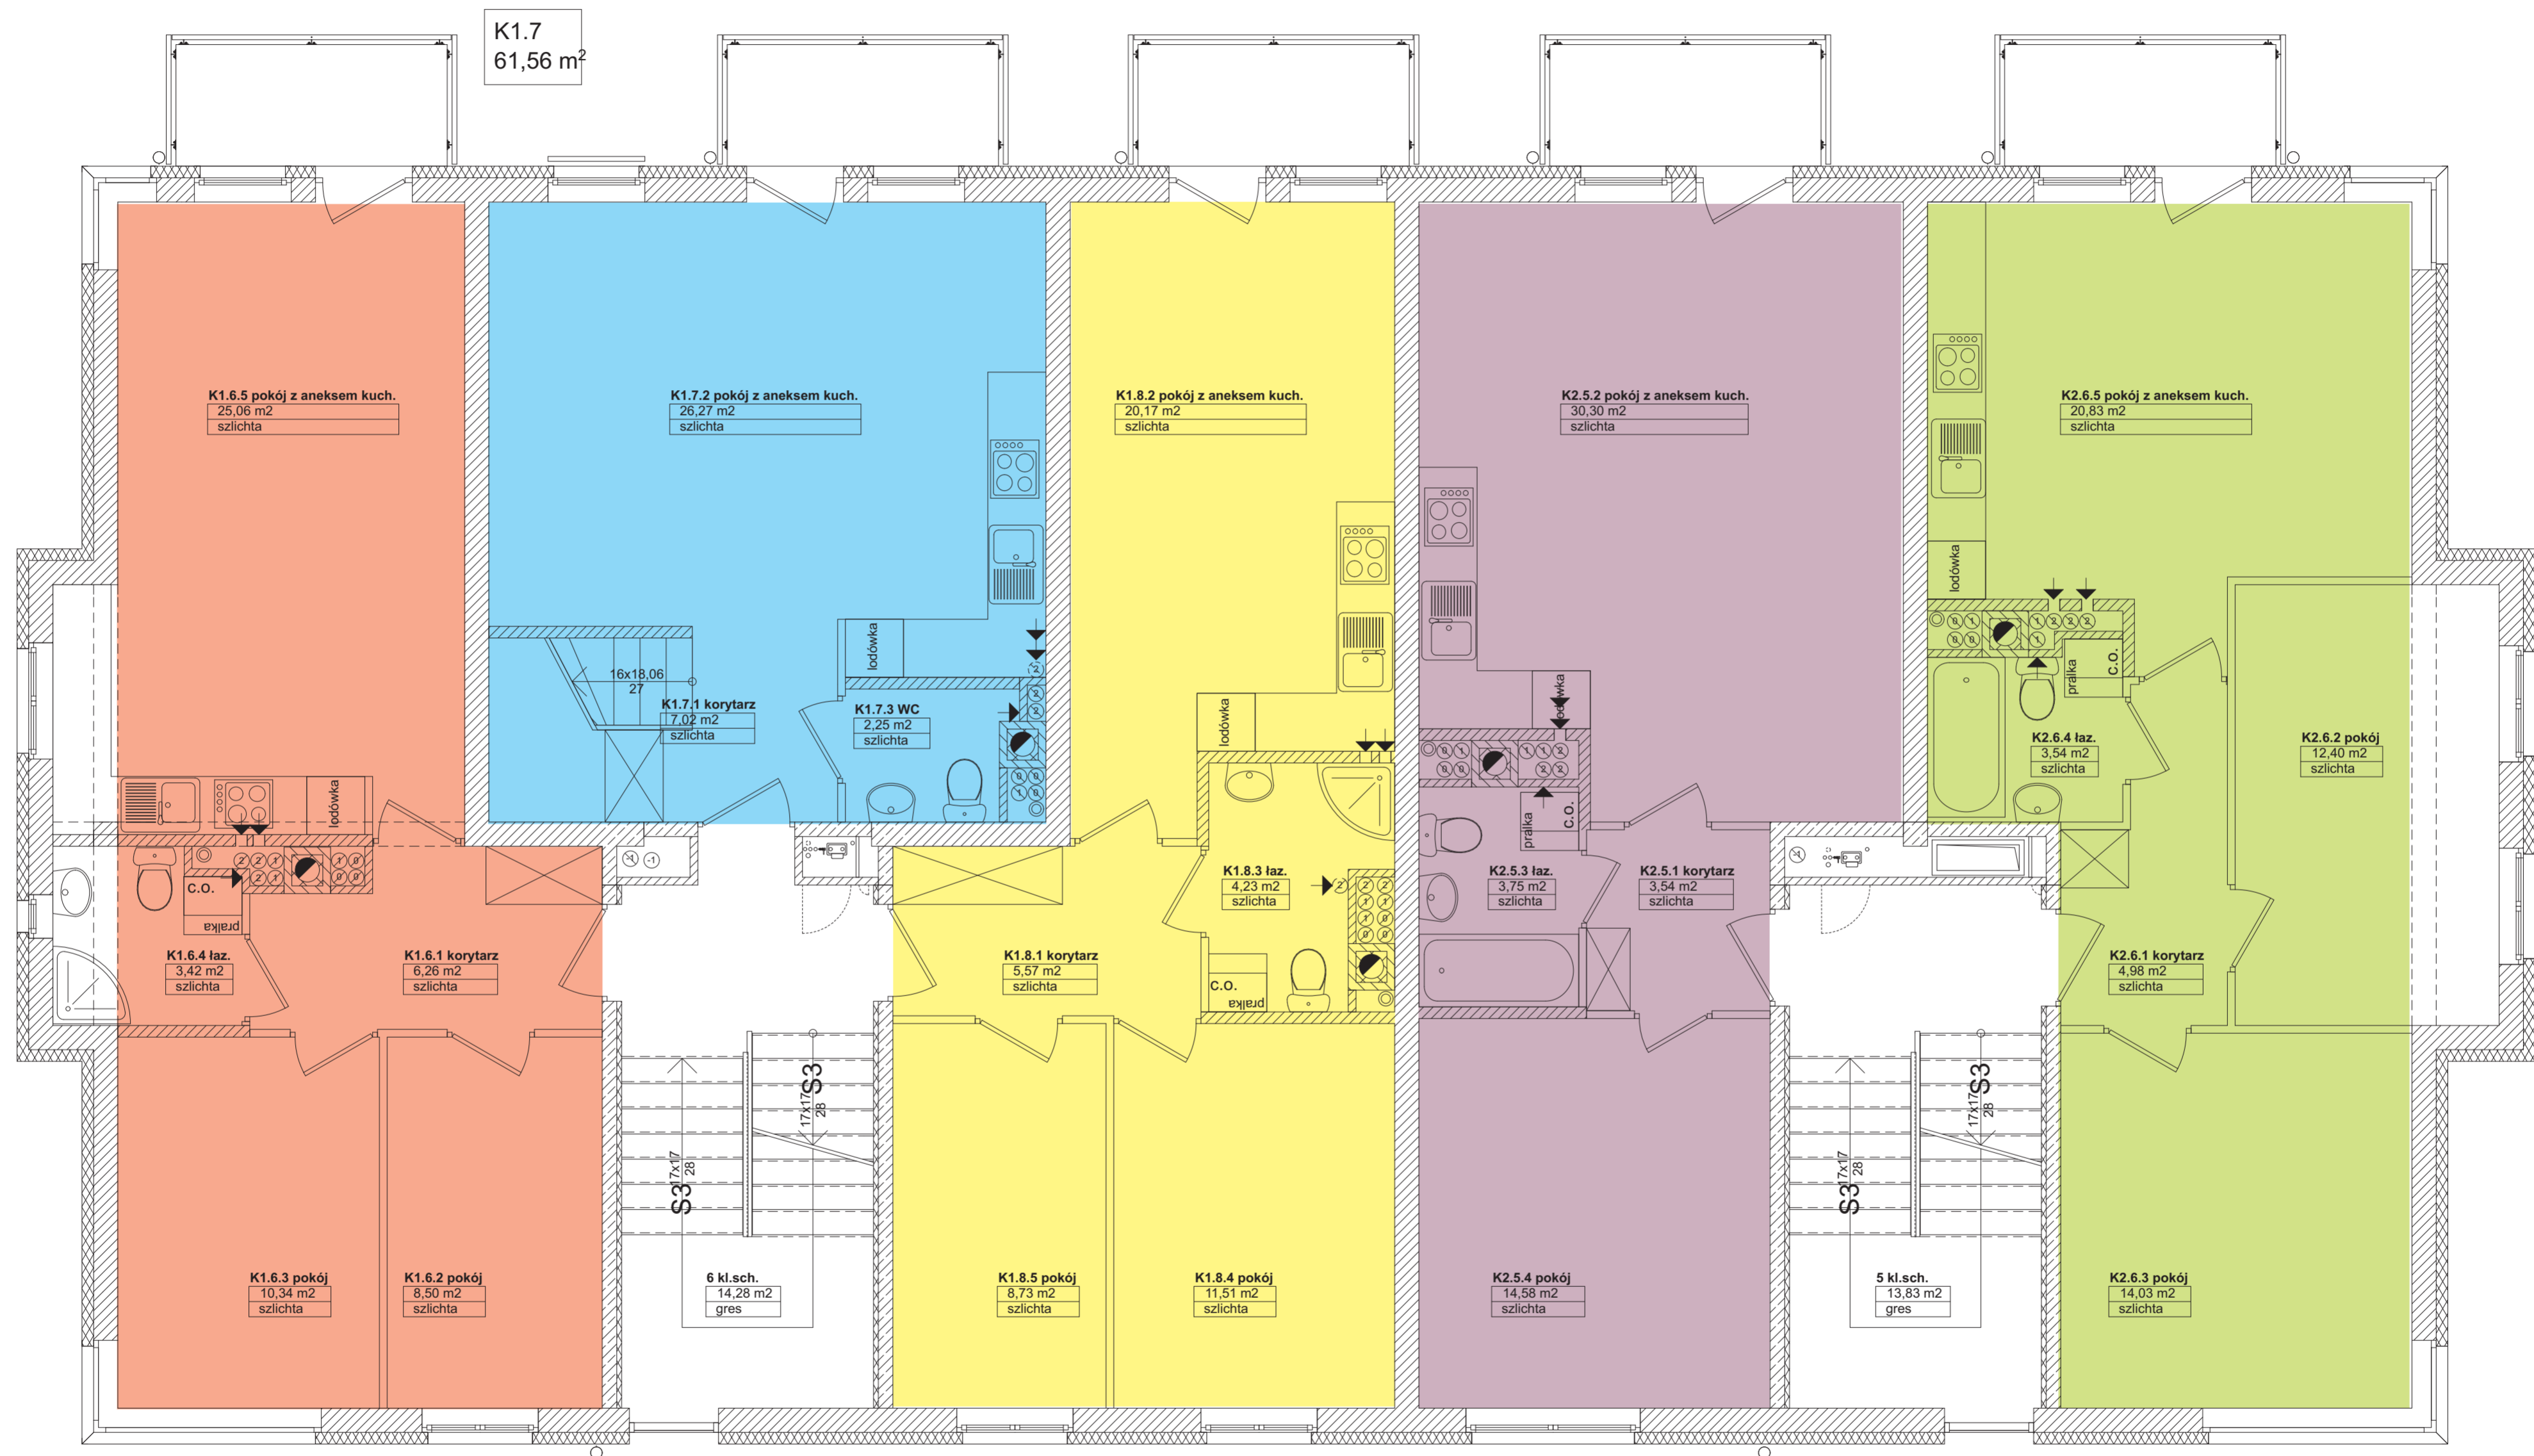 K1.7
61,56 m²
K1.6.5 pokój z aneksem kuch.
25,06 m2
szlichta
K1.7.2 pokój z aneksem kuch.
26,27 m2
szlichta
K1.8.2 pokój z aneksem kuch.
20,17 m2
szlichta
K2.5.2 pokój z aneksem kuch.
30,30 m2
szlichta
K2.6.5 pokój z aneksem kuch.
20,83 m2
szlichta
lodówka
lodówka
lodówka
lodówka
lodówka
16x18,06
27
K1.7.1 korytarz
7,02 m2
szlichta
K1.7.3 WC
2,25 m2
szlichta
K2.6.4 łaz.
3,54 m2
szlichta
pralka
c.o.
K2.6.2 pokój
12,40 m2
szlichta
c.o.
pralka
K1.6.4 łaz.
3,42 m2
szlichta
K1.6.1 korytarz
6,26 m2
szlichta
-1
-1
K1.8.1 korytarz
5,57 m2
szlichta
K1.8.3 łaz.
4,23 m2
szlichta
c.o.
pralka
pralka
c.o.
K2.5.3 łaz.
3,75 m2
szlichta
K2.5.1 korytarz
3,54 m2
szlichta
-1
K2.6.1 korytarz
4,98 m2
szlichta
S3
17x17
28
S3
17x17
28
S3
17x17
28
S3
17x17
28
K1.6.3 pokój
10,34 m2
szlichta
K1.6.2 pokój
8,50 m2
szlichta
6 kl.sch.
14,28 m2
gres
K1.8.5 pokój
8,73 m2
szlichta
K1.8.4 pokój
11,51 m2
szlichta
K2.5.4 pokój
14,58 m2
szlichta
5 kl.sch.
13,83 m2
gres
K2.6.3 pokój
14,03 m2
szlichta